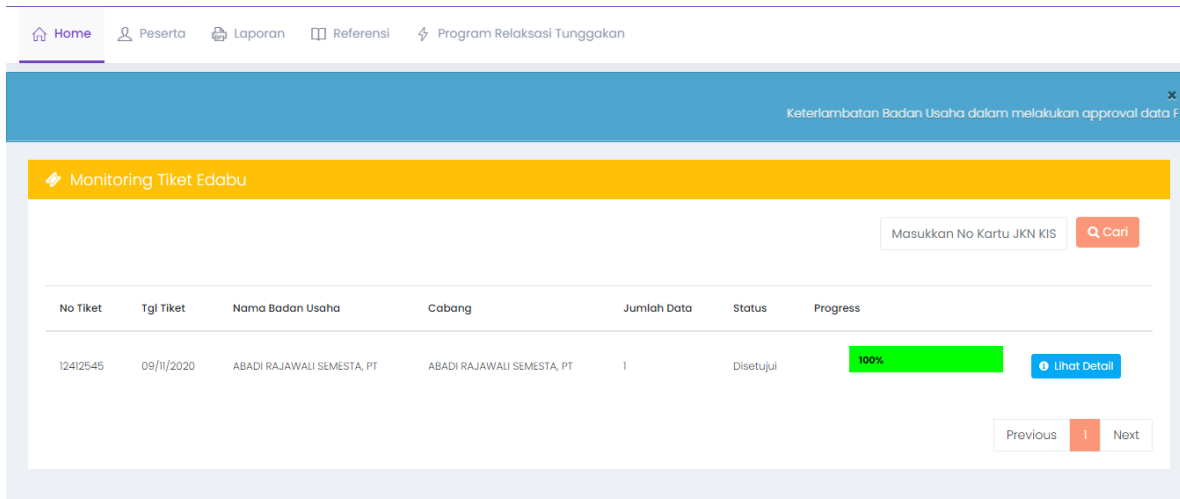 Home Peserta Laporan Referensi Program Relaksasi Tunggakan
x
Keterlambatan Badan Usaha dalam melakukan approval data F
Monitoring Tiket Edabu
Masukkan No Kartu JKN KIS Cari
No Tiket Tgl Tiket Nama Badan Usaha Cabang Jumlah Data Status Progress
12412545 09/11/2020 ABADI RAJAWALI SEMESTA, PT ABADI RAJAWALI SEMESTA, PT 1 Disetujui 100% Lihat Detail
Previous 1 Next